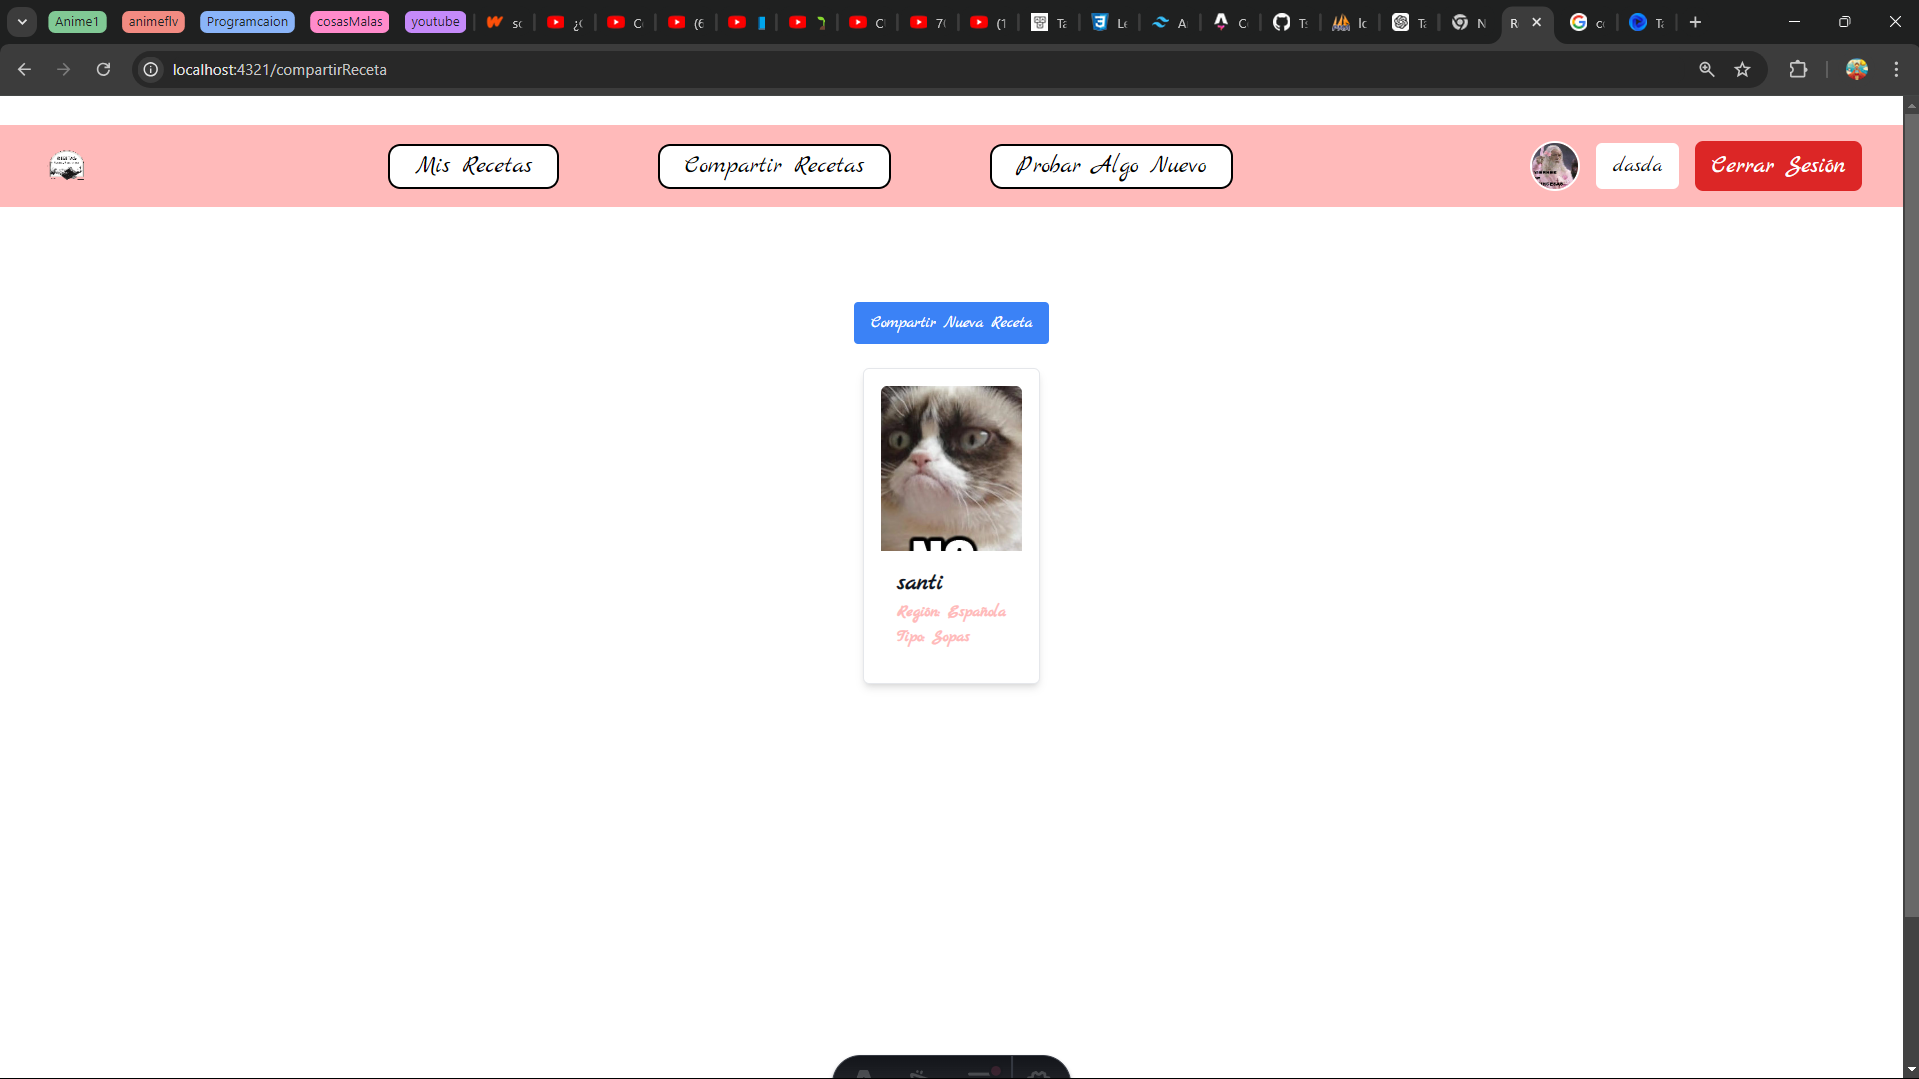 Anime1
animeflv
Programcaion
cosasMalas
youtube
localhost:4321/compartirReceta
Mis Recetas
Compartir Recetas
Probar Algo Nuevo
dasda
Cerrar Sesión
Compartir Nueva Receta
NO
santi
Región: Española
Tipo: Sopas